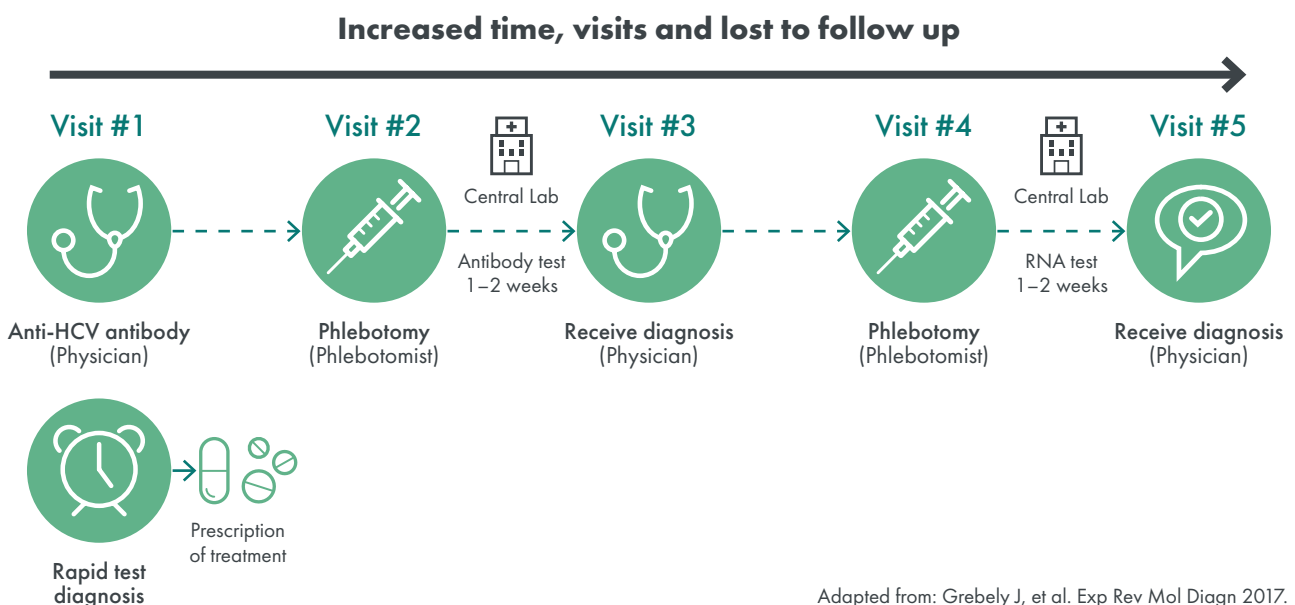 Increased time, visits and lost to follow up
Visit #1
Visit #2
Visit #3
Visit #4
Visit #5
Central Lab
Antibody test
1–2 weeks
Central Lab
RNA test
1–2 weeks
Anti-HCV antibody
(Physician)
Phlebotomy
(Phlebotomist)
Receive diagnosis
(Physician)
Phlebotomy
(Phlebotomist)
Receive diagnosis
(Physician)
Prescription
of treatment
Rapid test
diagnosis
Adapted from: Grebely J, et al. Exp Rev Mol Diagn 2017.